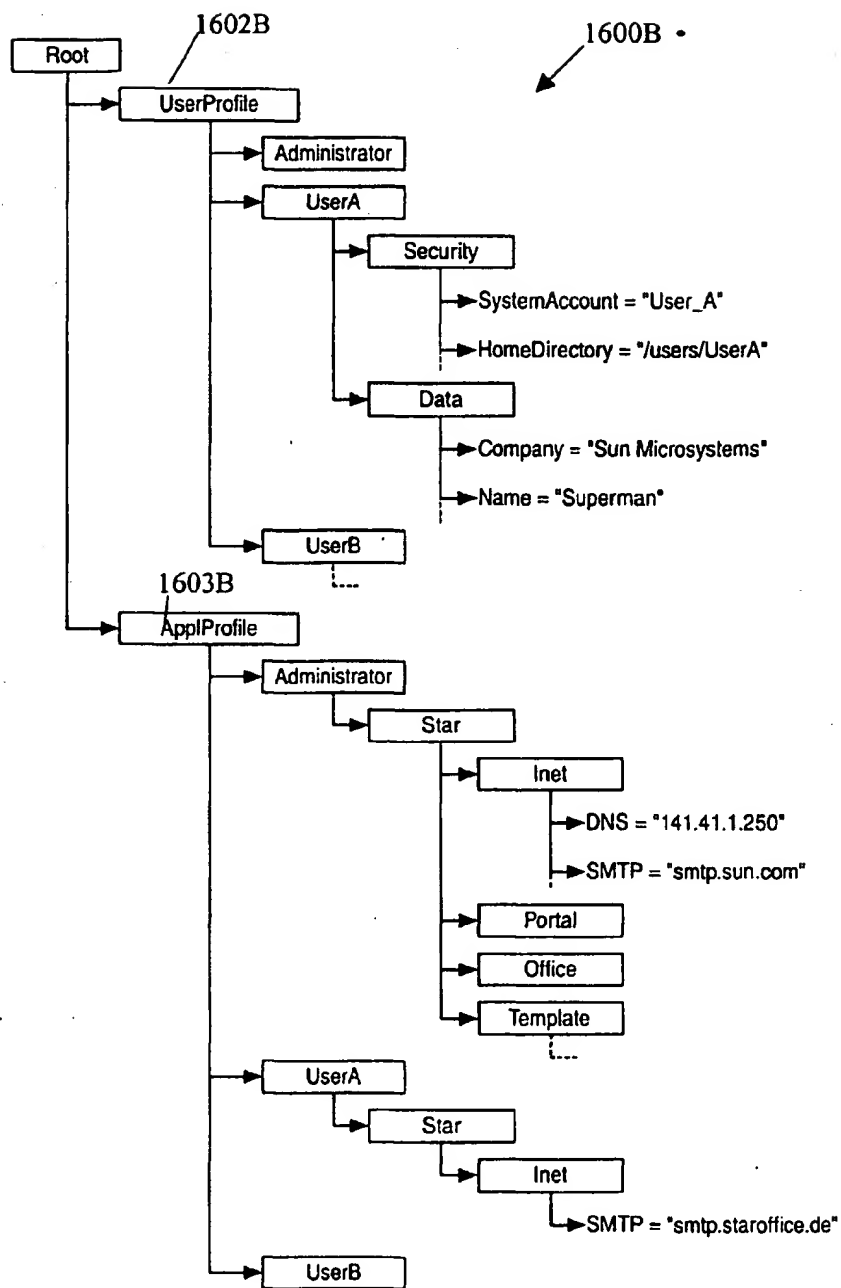 1602B
1600B
Root
UserProfile
Administrator
UserA
Security
SystemAccount = "User_A"
HomeDirectory = "/users/UserA"
Data
Company = "Sun Microsystems"
Name = "Superman"
UserB
1603B
ApplProfile
Administrator
Star
Inet
DNS = "141.41.1.250"
SMTP = "smtp.sun.com"
Portal
Office
Template
UserA
Star
Inet
SMTP = "smtp.staroffice.de"
UserB